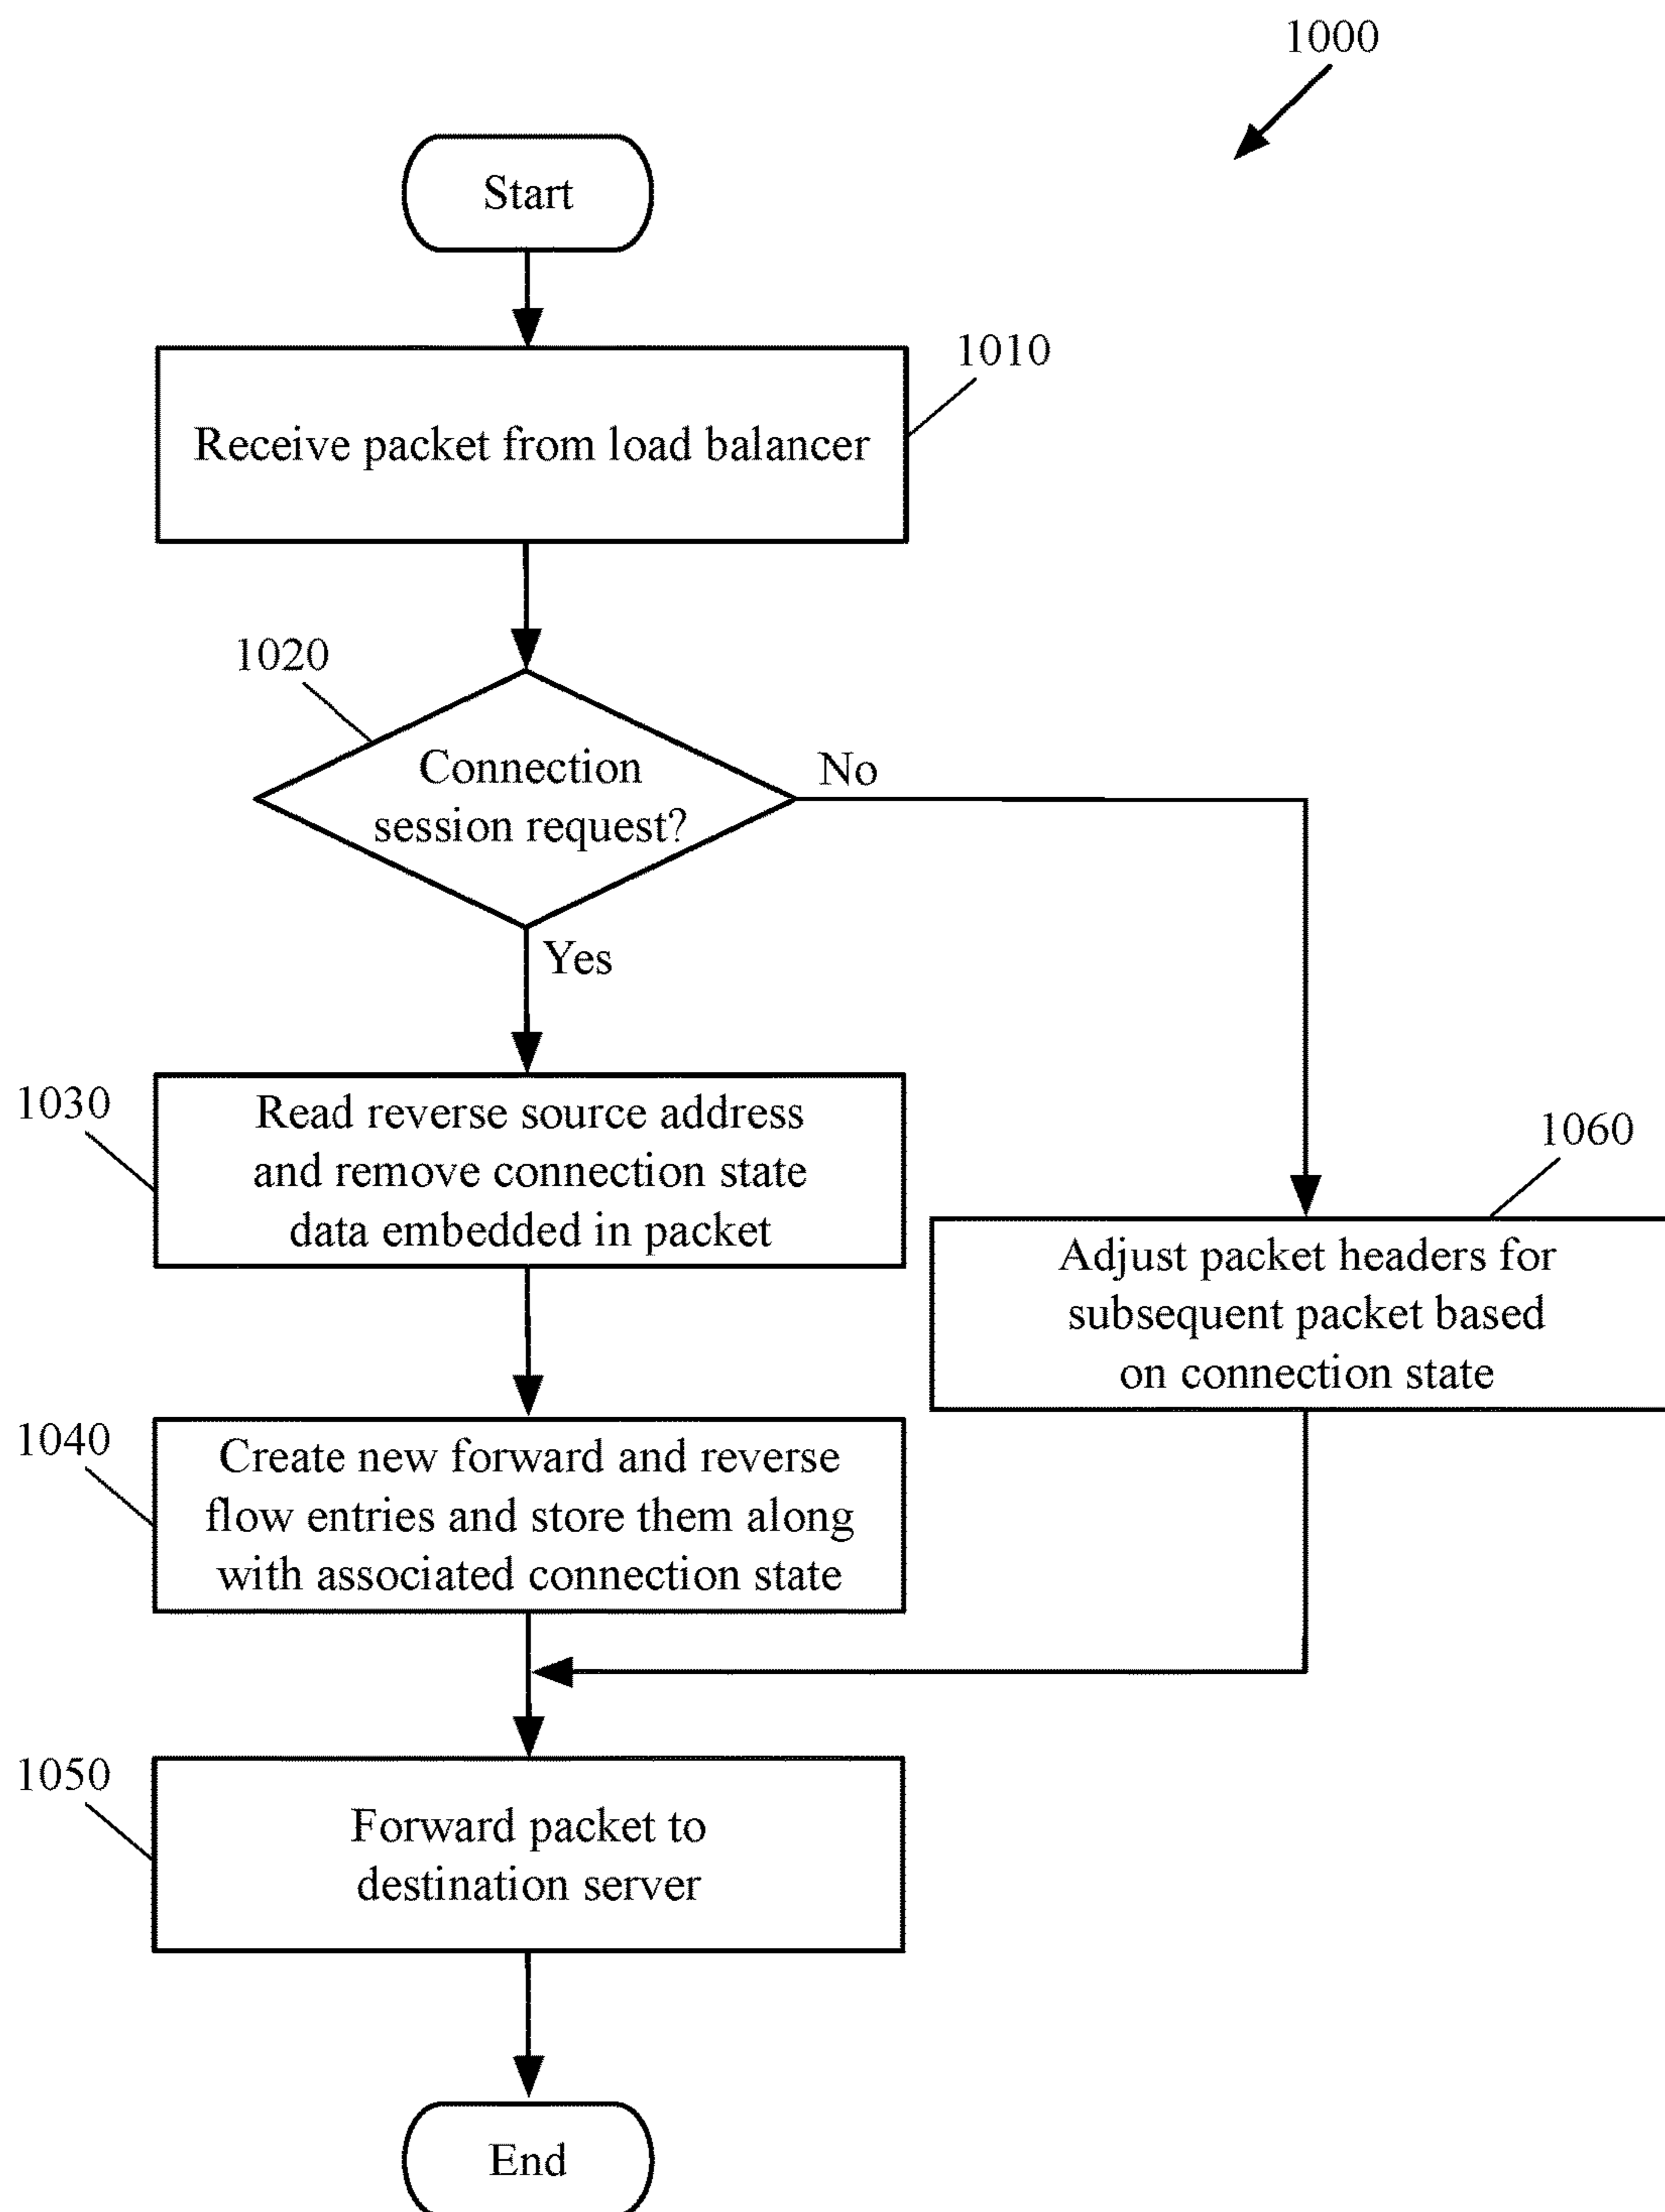 1000
Start
1010
Receive packet from load balancer
1020
Connection
session request?
No
Yes
1030
Read reverse source address
and remove connection state
data embedded in packet
1060
Adjust packet headers for
subsequent packet based
on connection state
1040
Create new forward and reverse
flow entries and store them along
with associated connection state
1050
Forward packet to
destination server
End